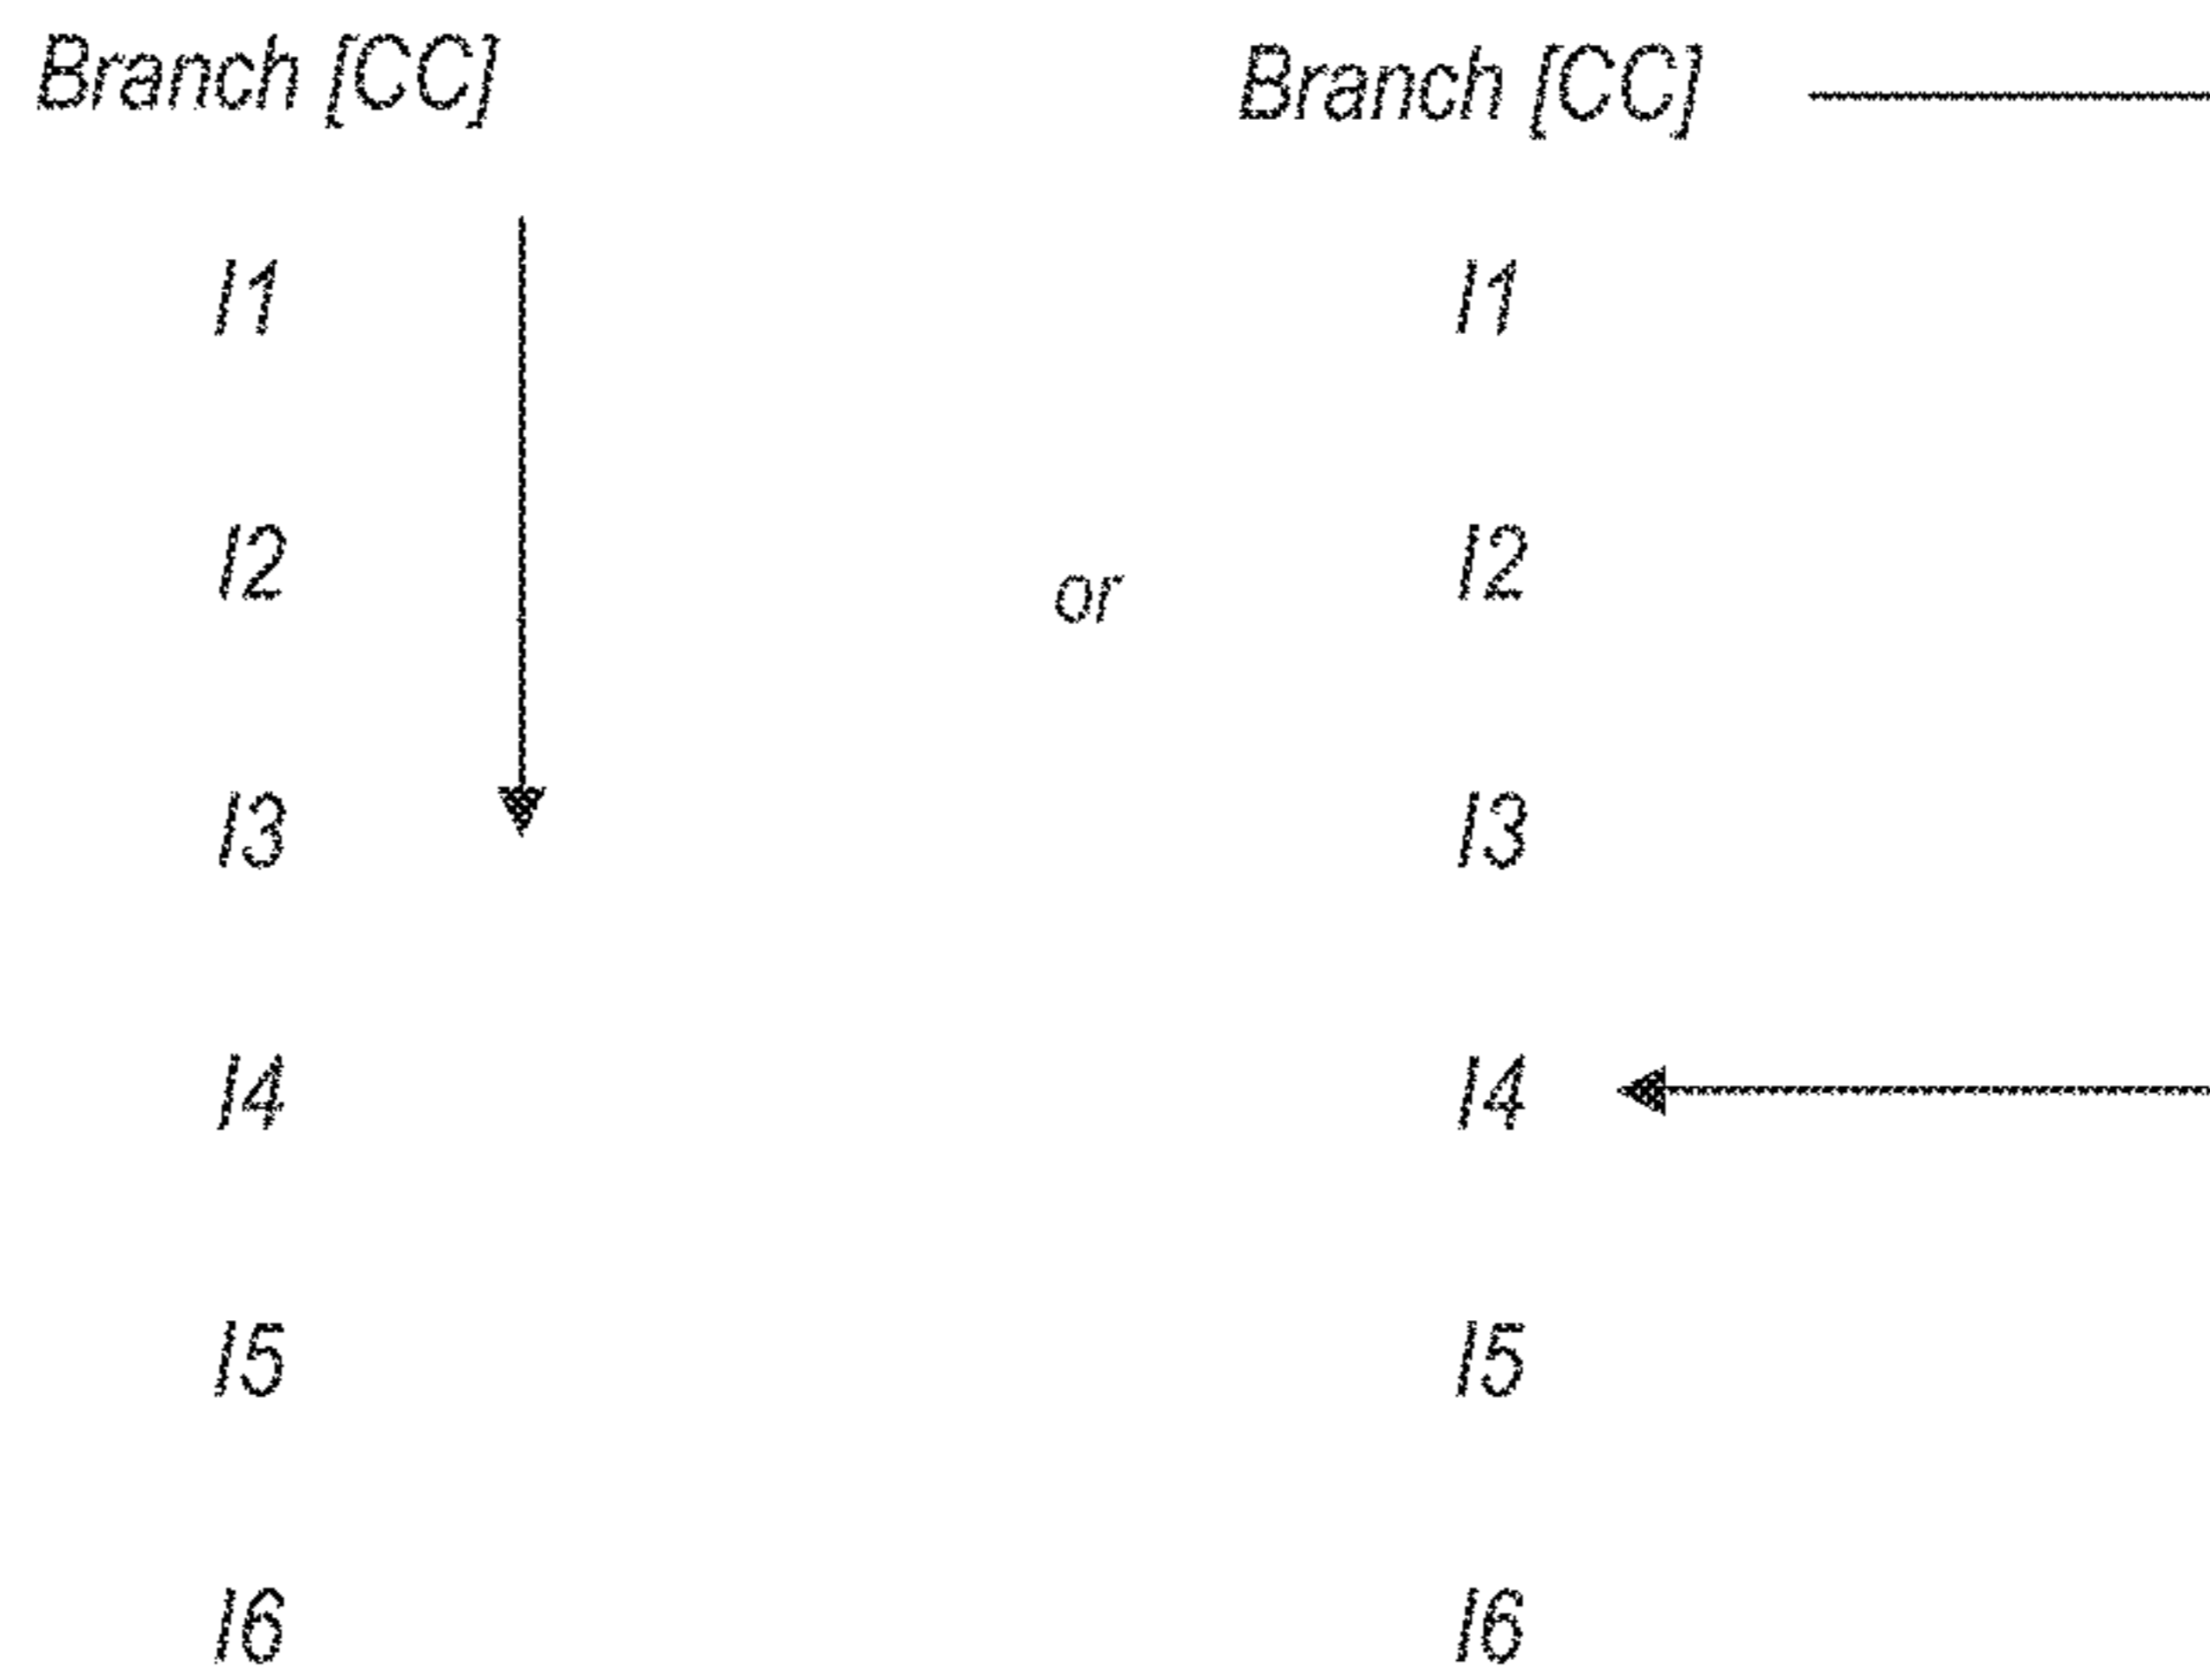 Branch [CC] Branch [CC]
I1 I1
I2 or I2
I3 I3
I4 I4
I5 I5
I6 I6